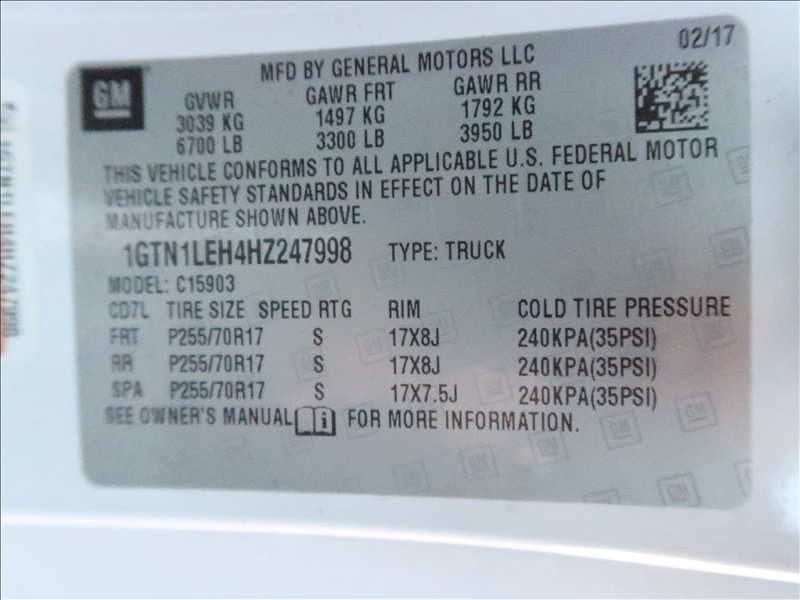 02/17
GM
MFD BY GENERAL MOTORS LLC
GVWR GAWR FRT GAWR RR
3039 KG 1497 KG 1792 KG
6700 LB 3300 LB 3950 LB
THIS VEHICLE CONFORMS TO ALL APPLICABLE U.S. FEDERAL MOTOR
VEHICLE SAFETY STANDARDS IN EFFECT ON THE DATE OF
MANUFACTURE SHOWN ABOVE.
1GTN1LEH4HZ247998 TYPE: TRUCK
MODEL: C15903
CD7L TIRE SIZE SPEED RTG RIM COLD TIRE PRESSURE
FRT P255/70R17 S 17X8J 240KPA(35PSI)
RR P255/70R17 S 17X8J 240KPA(35PSI)
SPA P255/70R17 S 17X7.5J 240KPA(35PSI)
SEE OWNER'S MANUAL i FOR MORE INFORMATION.